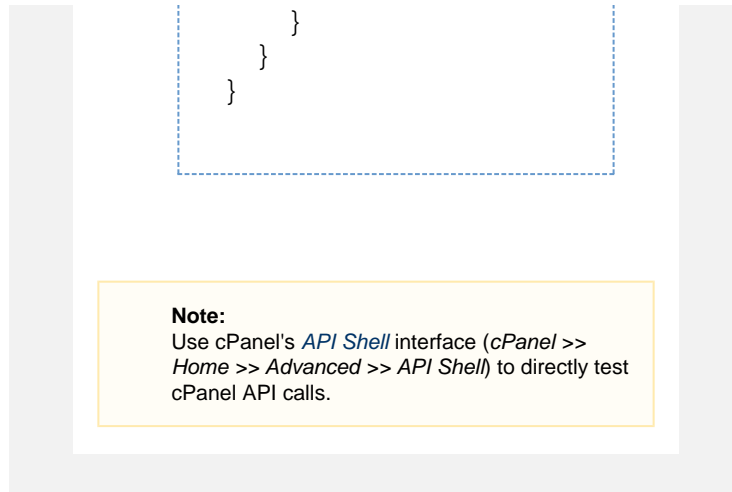 }
}
}
Note:
Use cPanel's API Shell interface (cPanel >>
Home >> Advanced >> API Shell) to directly test
cPanel API calls.